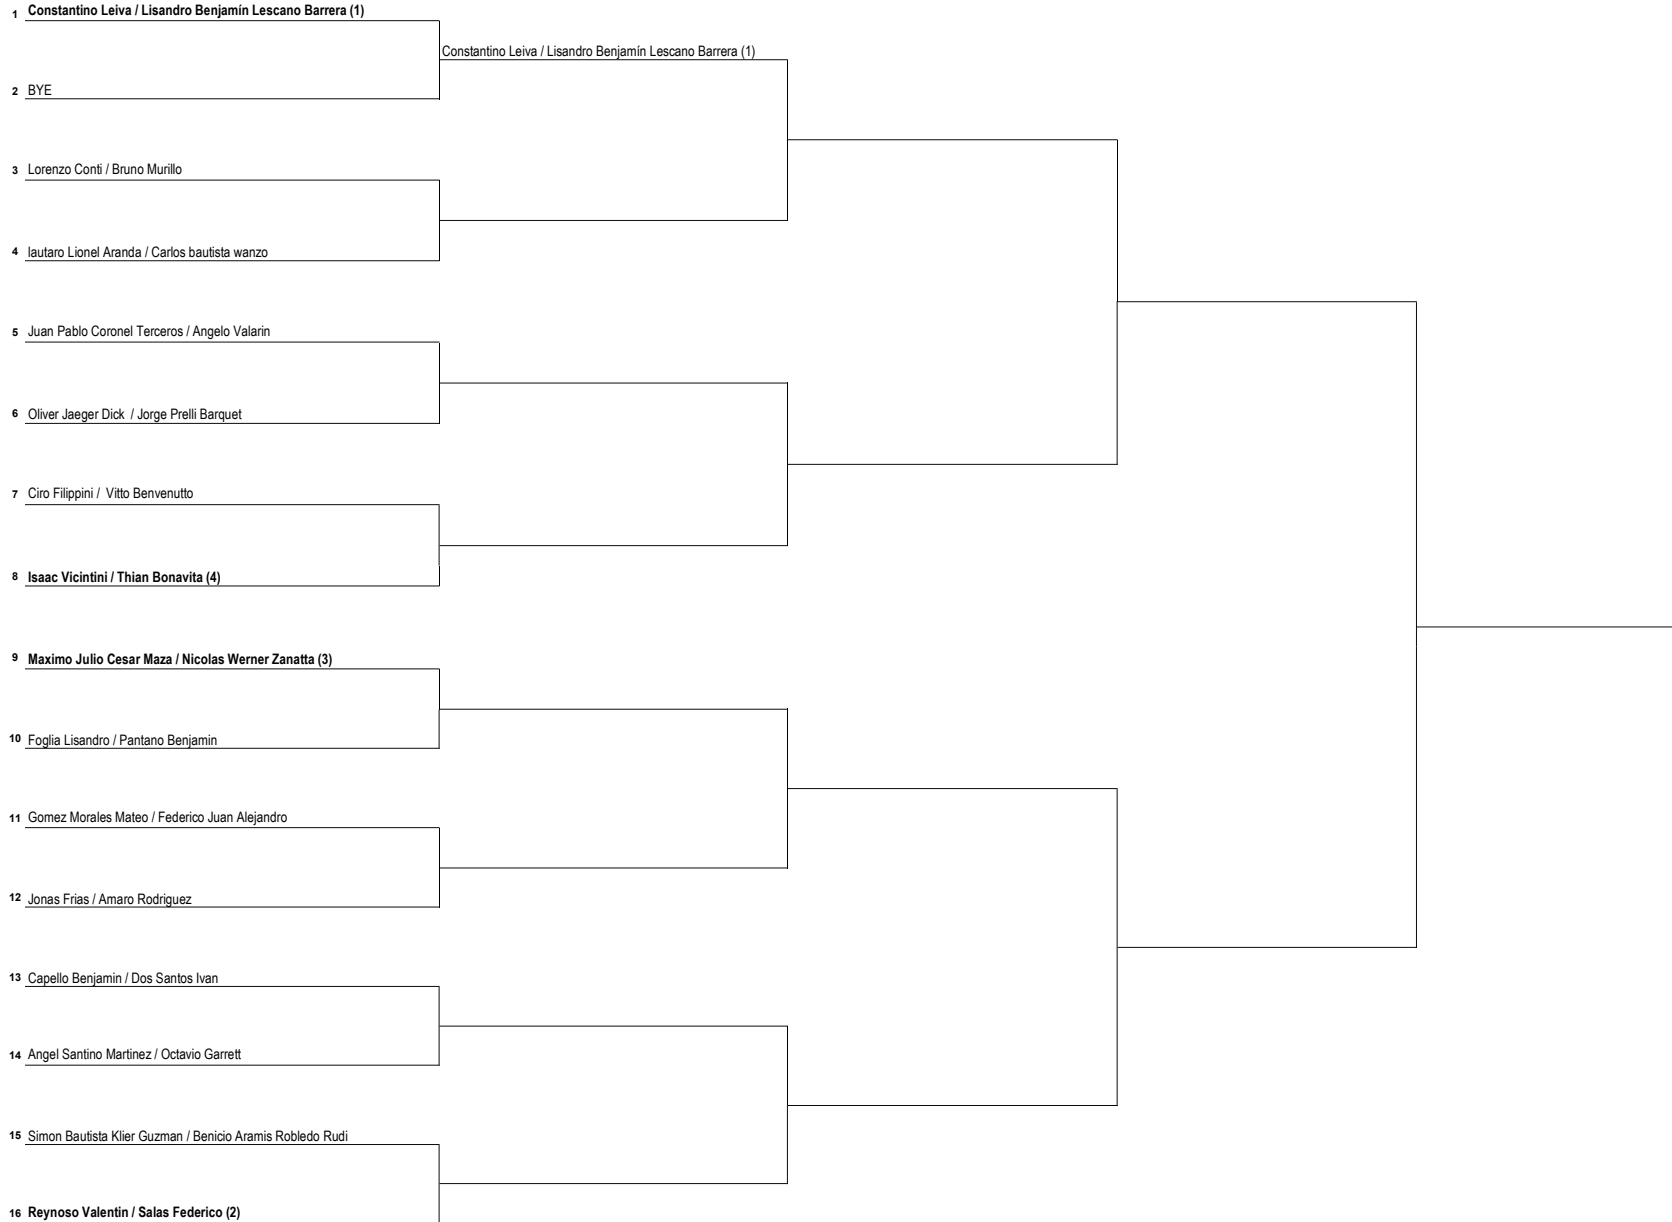 1 Constantino Leiva / Lisandro Benjamín Lescano Barrera (1)
Constantino Leiva / Lisandro Benjamín Lescano Barrera (1)
2 BYE
3 Lorenzo Conti / Bruno Murillo
4 lautaro Lionel Aranda / Carlos bautista wanzo
5 Juan Pablo Coronel Terceros / Angelo Valarin
6 Oliver Jaeger Dick / Jorge Prelli Barquet
7 Ciro Filippini / Vitto Benvenutto
8 Isaac Vicintini / Thian Bonavita (4)
9 Maximo Julio Cesar Maza / Nicolas Werner Zanatta (3)
10 Foglia Lisandro / Pantano Benjamin
11 Gomez Morales Mateo / Federico Juan Alejandro
12 Jonas Frias / Amaro Rodriguez
13 Capello Benjamin / Dos Santos Ivan
14 Angel Santino Martinez / Octavio Garrett
15 Simon Bautista Klier Guzman / Benicio Aramis Robledo Rudi
16 Reynoso Valentin / Salas Federico (2)